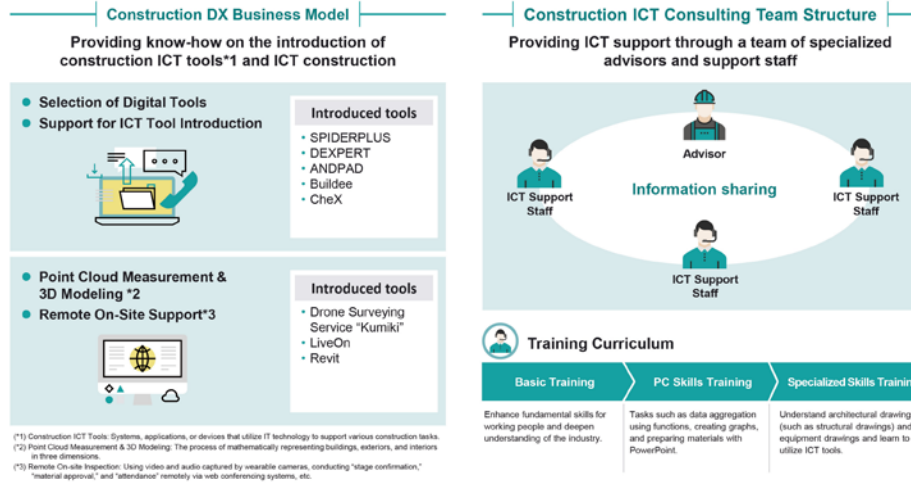 Construction DX Business Model
Providing know-how on the introduction of
construction ICT tools*1 and ICT construction
Selection of Digital Tools
Support for ICT Tool Introduction
Introduced tools
SPIDERPLUS
DEXPERT
ANDPAD
Buildee
CheX
Point Cloud Measurement &
3D Modeling *2
Remote On-Site Support*3
Introduced tools
Drone Surveying
Service "Kumiki"
LiveOn
Revit
(*1) Construction ICT Tools: Systems, applications, or devices that utilize IT technology to support various construction tasks.
(*2) Point Cloud Measurement & 3D Modeling: The process of mathematically representing buildings, exteriors, and interiors
in three dimensions.
(*3) Remote On-site Inspection: Using video and audio captured by wearable cameras, conducting "stage confirmation,"
"material approval," and "attendance" remotely via web conferencing systems, etc.
Construction ICT Consulting Team Structure
Providing ICT support through a team of specialized
advisors and support staff
Advisor
ICT Support
Staff
Information sharing
ICT Support
Staff
ICT Support
Staff
Training Curriculum
Basic Training
PC Skills Training
Specialized Skills Trainin
Enhance fundamental skills for
working people and deepen
understanding of the industry.
Tasks such as data aggregation
using functions, creating graphs,
and preparing materials with
PowerPoint.
Understand architectural drawing
(such as structural drawings) and
equipment drawings and learn to
utilize ICT tools.